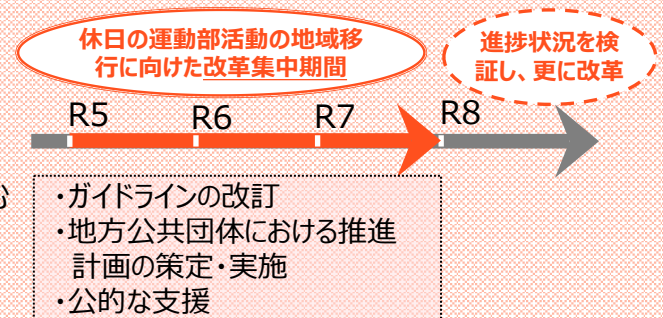 休日の運動部活動の地域移
行に向けた改革集中期間
進捗状況を検
証し、更に改革
R5 R6 R7 R8
む
・ガイドラインの改訂
・地方公共団体における推進
計画の策定・実施
・公的な支援